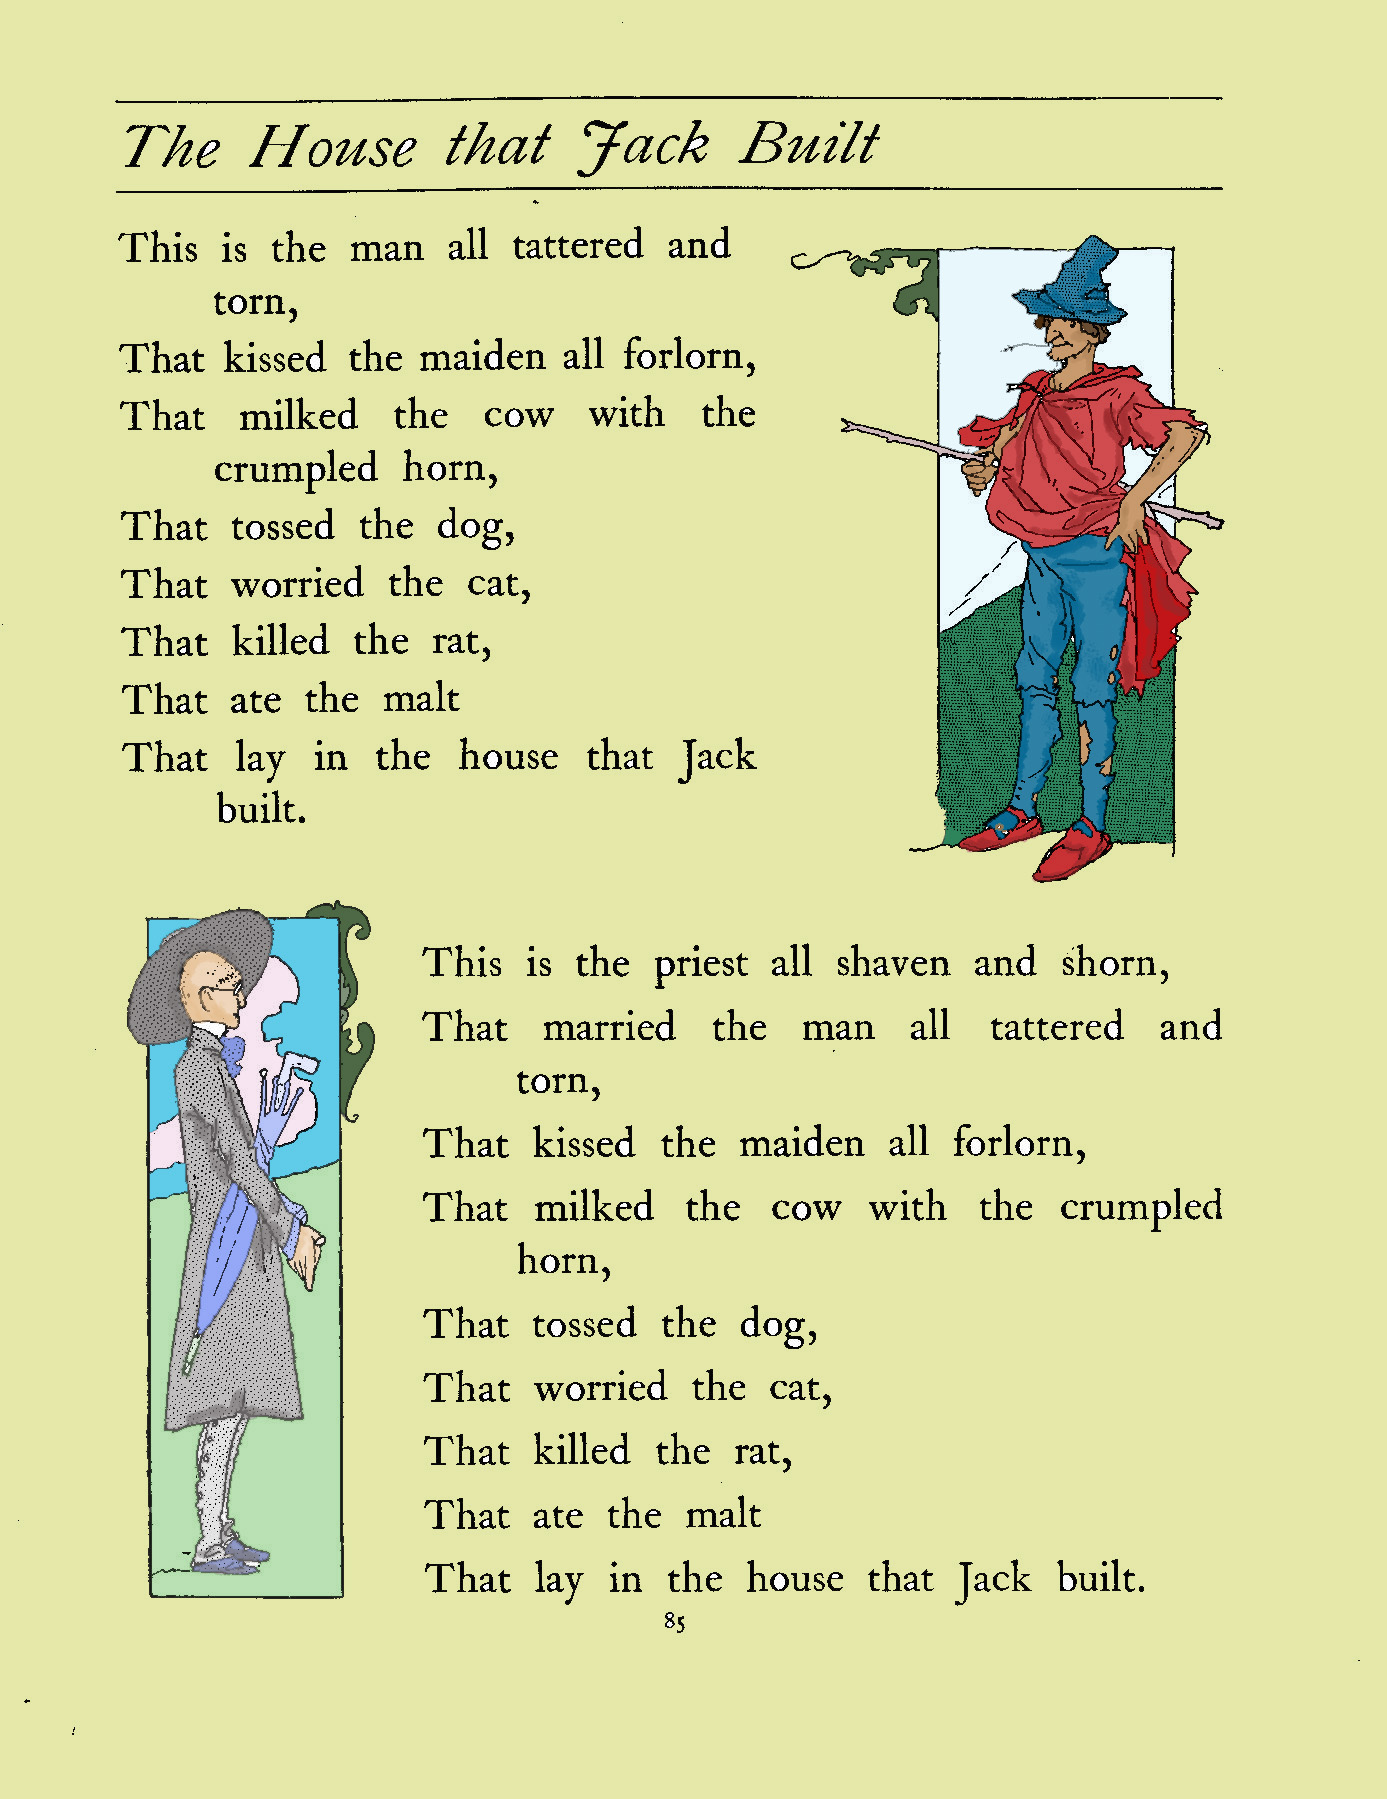 The House that Jack Built
This is the man all tattered and
torn,
That kissed the maiden all forlorn,
That milked the cow with the
crumpled horn,
That tossed the dog,
That worried the cat,
That killed the rat,
That ate the malt
That lay in the house that Jack
built.
This is the priest all shaven and shorn,
That married the man all tattered and
torn,
That kissed the maiden all forlorn,
That milked the cow with the crumpled
horn,
That tossed the dog,
That worried the cat,
That killed the rat,
That ate the malt
That lay in the house that Jack built.
85